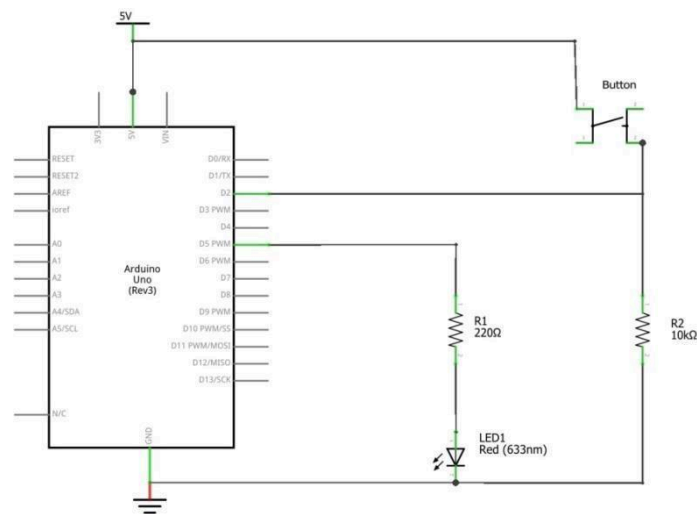 5V
Button
3V3
5V
VIN
RESET
RESET2
AREF
ioref
A0
A1
A2
A3
A4/SDA
A5/SCL
N/C
D0/RX
D1/TX
D2
D3 PWM
D4
D5 PWM
D6 PWM
D7
D8
D9 PWM
D10 PWM/SS
D11 PWM/MOSI
D12/MISO
D13/SCK
Arduino
Uno
(Rev3)
GND
R1
220Ω
R2
10kΩ
LED1
Red (633nm)